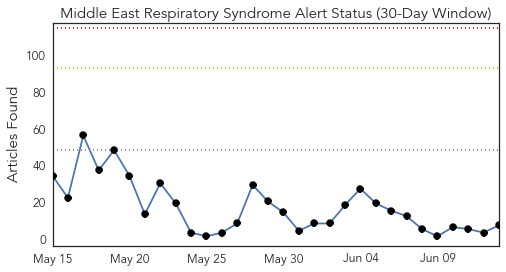 Middle East Respiratory Syndrome Alert Status (30-Day Window)
Articles Found
100
80
60
40
20
0
May 15 May 20 May 25 May 30 Jun 04 Jun 09